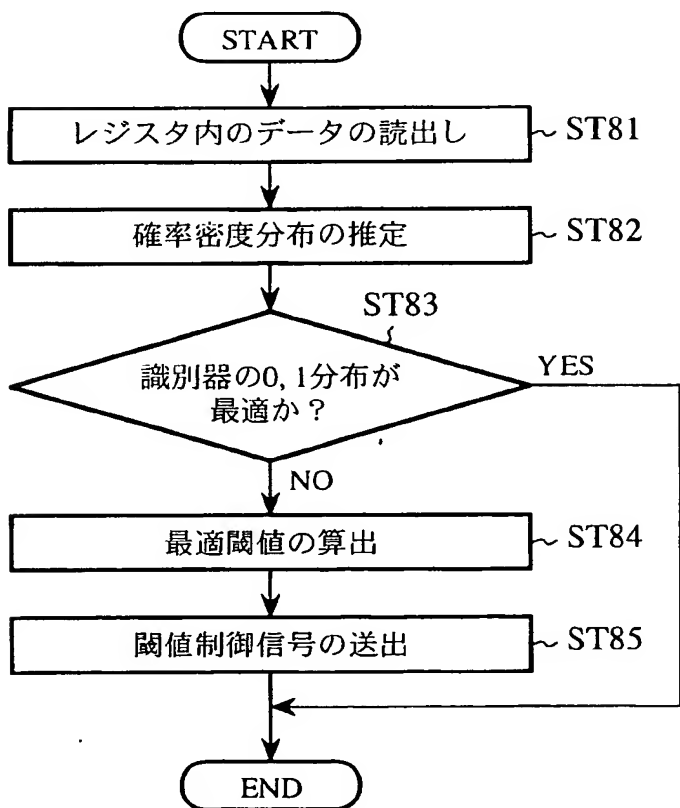 START
レジスタ内のデータの読出し
ST81
確率密度分布の推定
ST82
ST83
識別器の0, 1分布が
最適か?
YES
NO
最適閾値の算出
ST84
閾値制御信号の送出
ST85
END